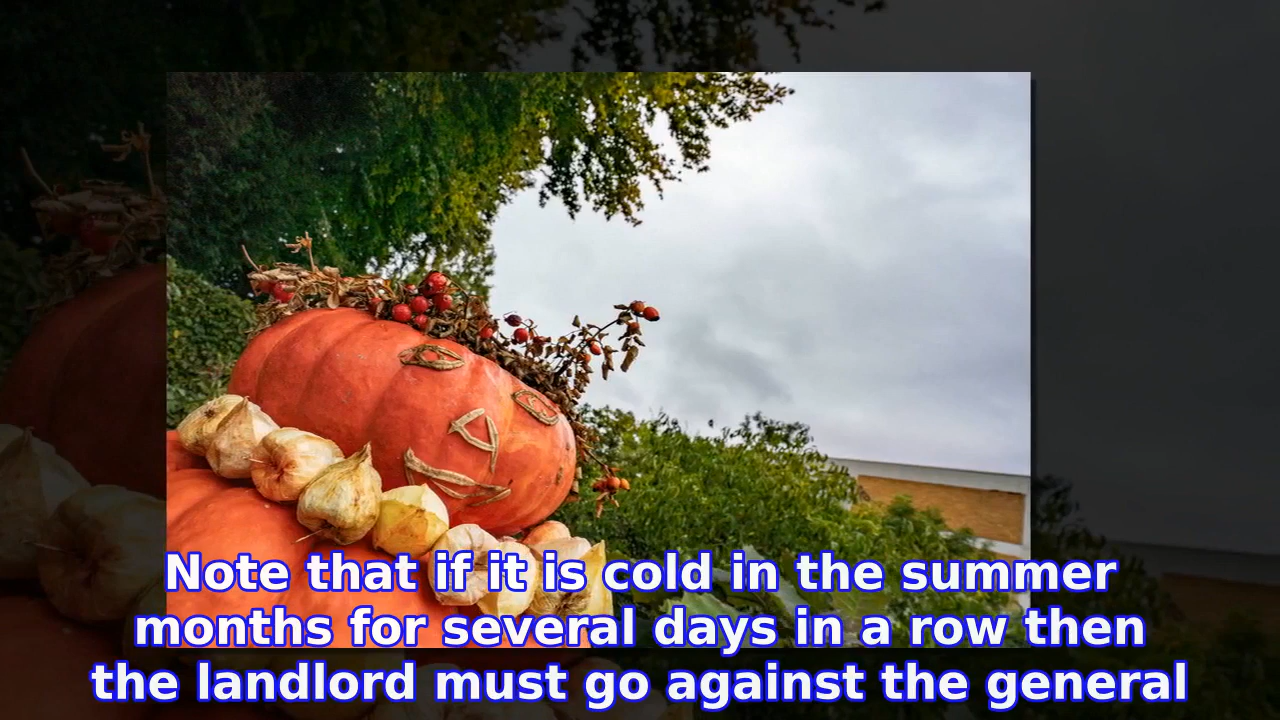 Note that if it is cold in the summer
months for several days in a row then
the landlord must go against the general